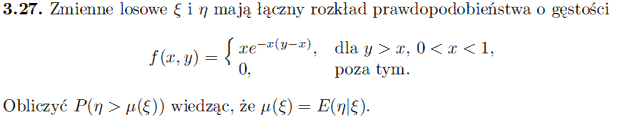 3.27. Zmienne losowe ξ i η mają łączny rozkład prawdopodobieństwa o gęstości
f(x, y) = { xe^{-x(y-x)}, dla y > x, 0 < x < 1,
0, poza tym.
Obliczyć P(η > μ(ξ)) wiedząc, że μ(ξ) = E(η|ξ).